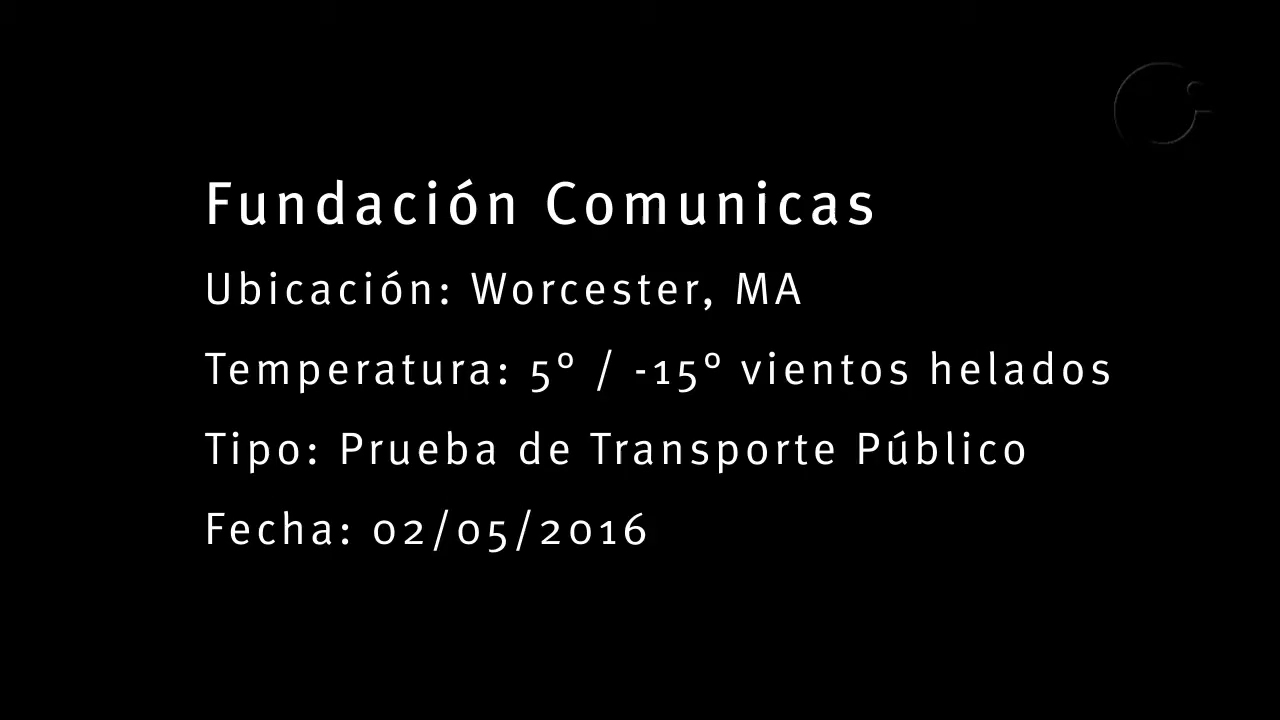 Fundación Comunicas
Ubicación: Worcester, MA
Temperatura: 5º / -15º vientos helados
Tipo: Prueba de Transporte Público
Fecha: 02/05/2016